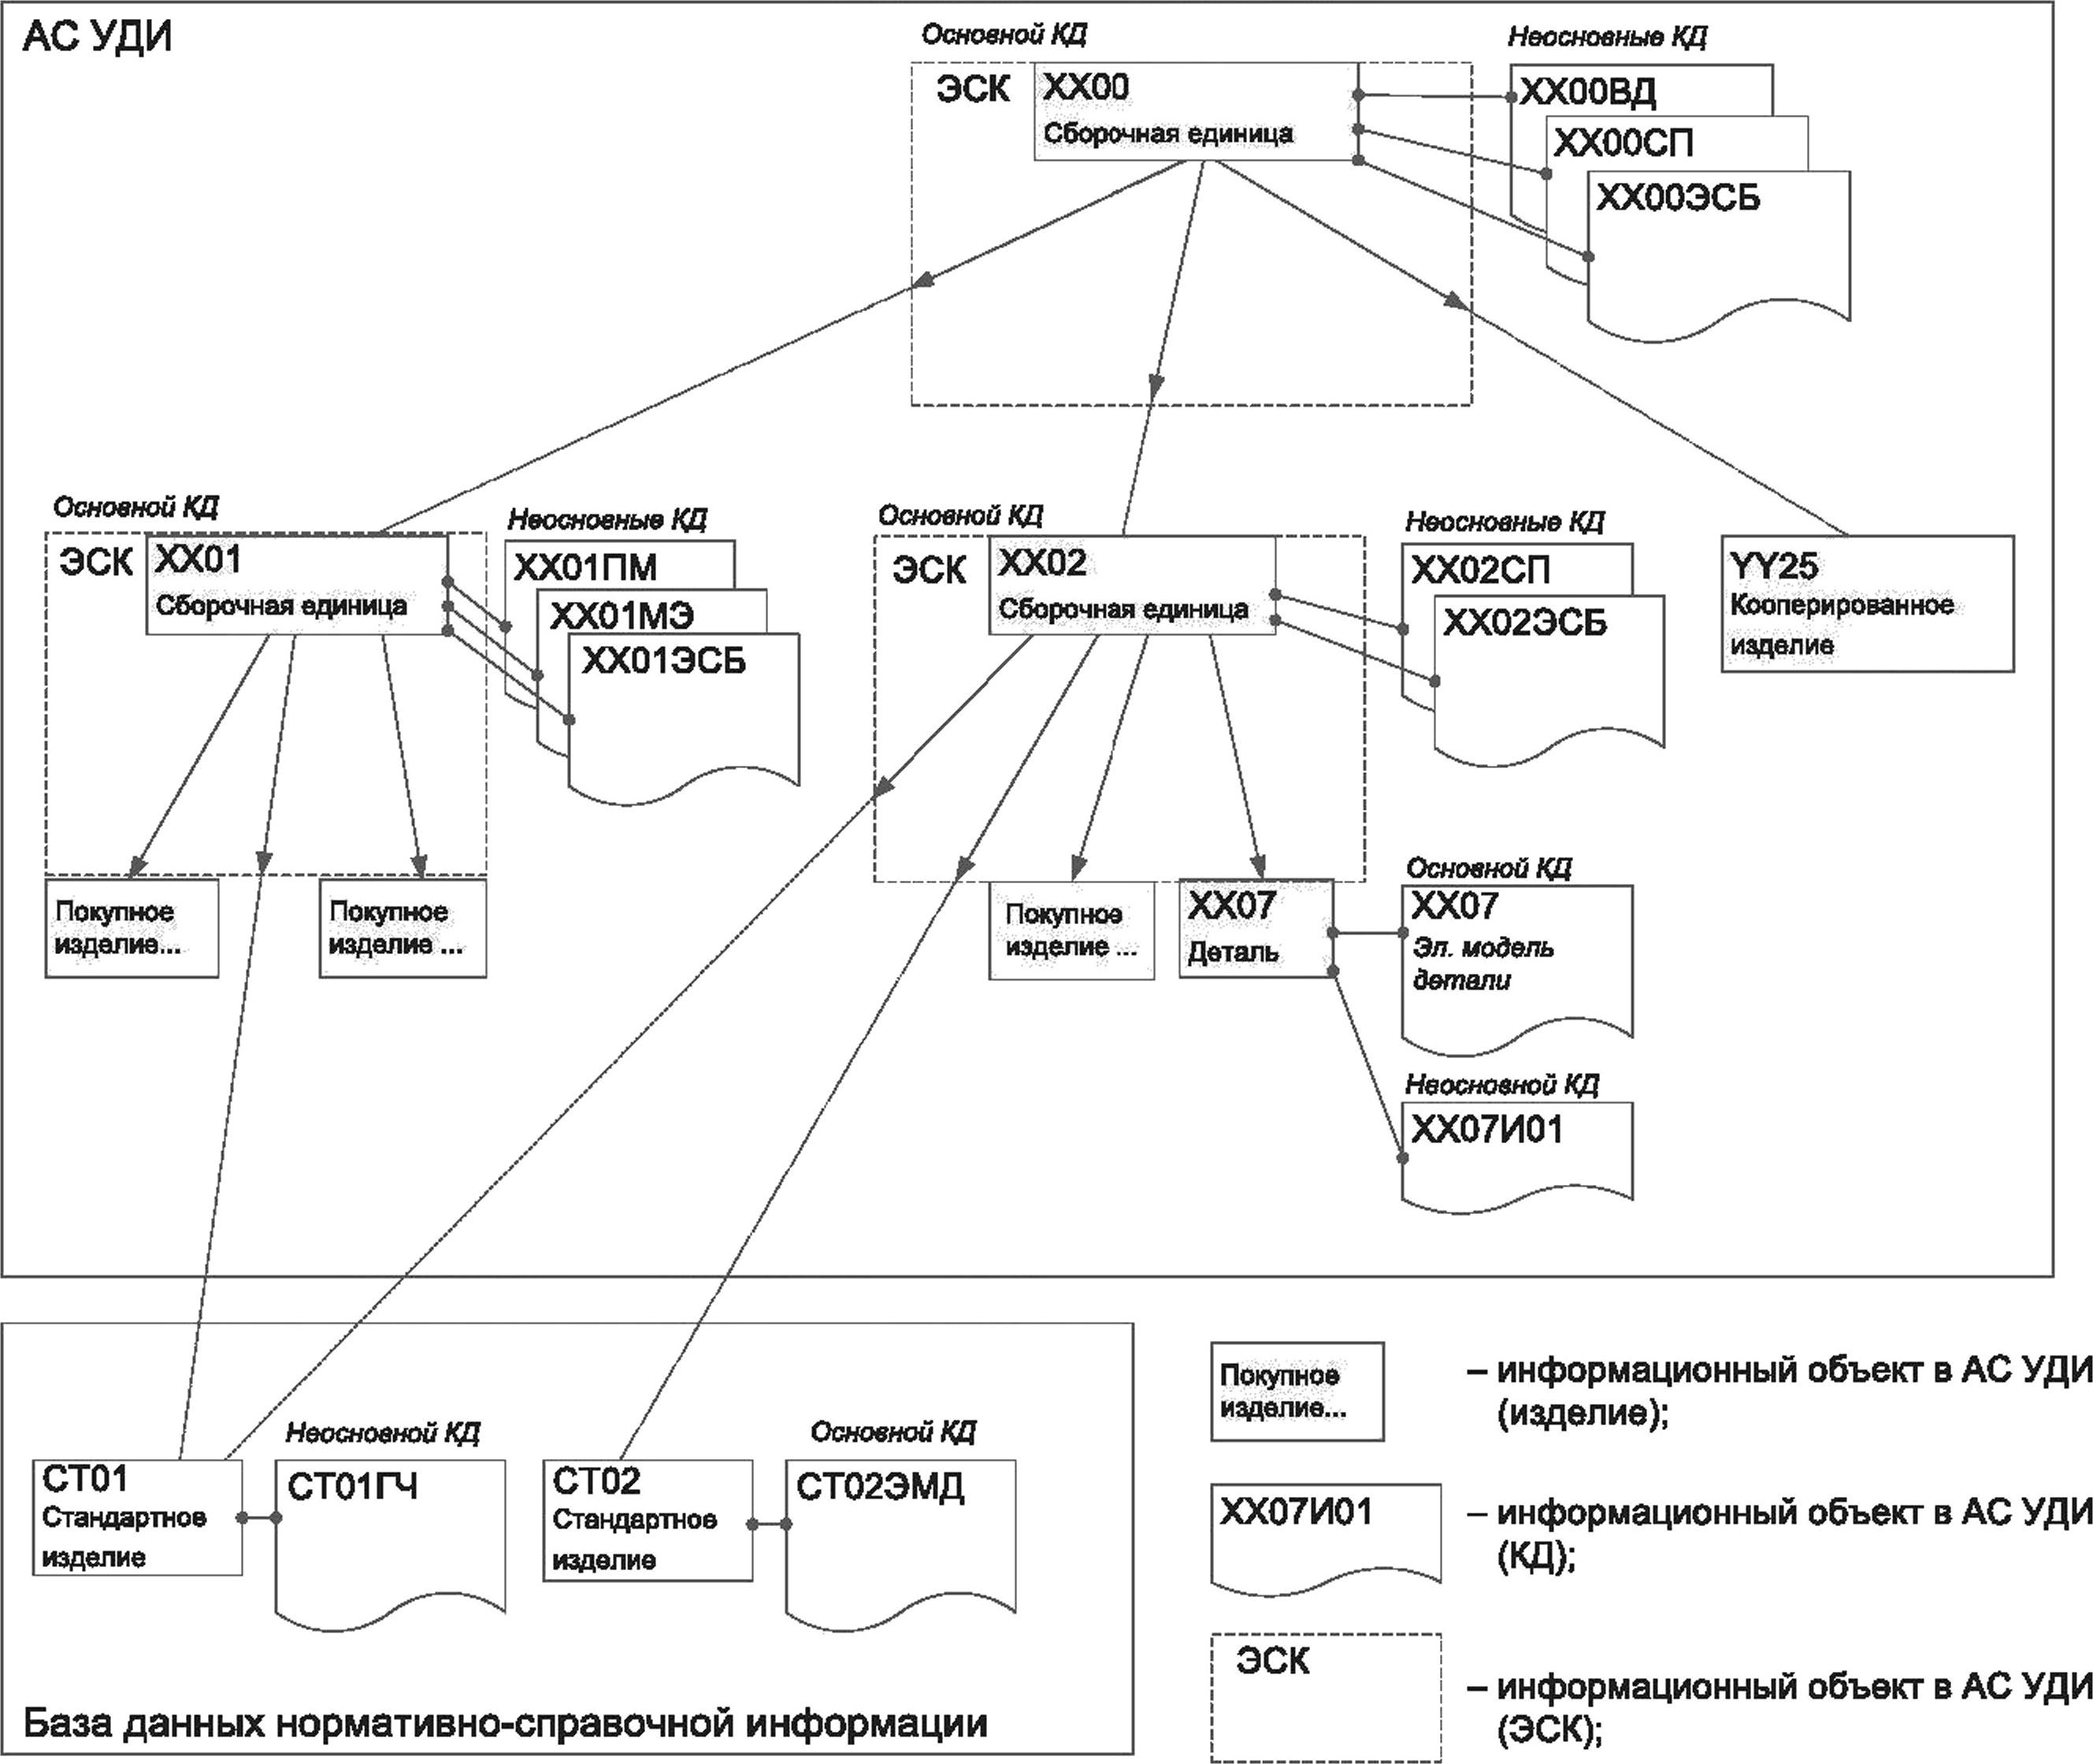 АС УДИ
Основной КД
Неосновные КД
ЭСК
ХХ00
Сборочная единица
ХХ00ВД
ХХ00СП
ХХ00ЭСБ
Основной КД
Неосновные КД
ЭСК
ХХ01
Сборочная единица
ХХ01ПМ
ХХ01МЭ
ХХ01ЭСБ
Основной КД
Неосновные КД
ЭСК
ХХ02
Сборочная единица
ХХ02СП
ХХ02ЭСБ
YY25
Кооперированное
изделие
Покупное
изделие...
Покупное
изделие ...
Покупное
изделие ...
ХХ07
Деталь
Основной КД
ХХ07
Эл. модель
детали
Неосновной КД
ХХ07И01
СТ01
Стандартное
изделие
Неосновной КД
СТ01ГЧ
СТ02
Стандартное
изделие
Основной КД
СТ02ЭМД
База данных нормативно-справочной информации
Покупное
изделие...
– информационный объект в АС УДИ
(изделие);
ХХ07И01
– информационный объект в АС УДИ
(КД);
ЭСК
– информационный объект в АС УДИ
(ЭСК);